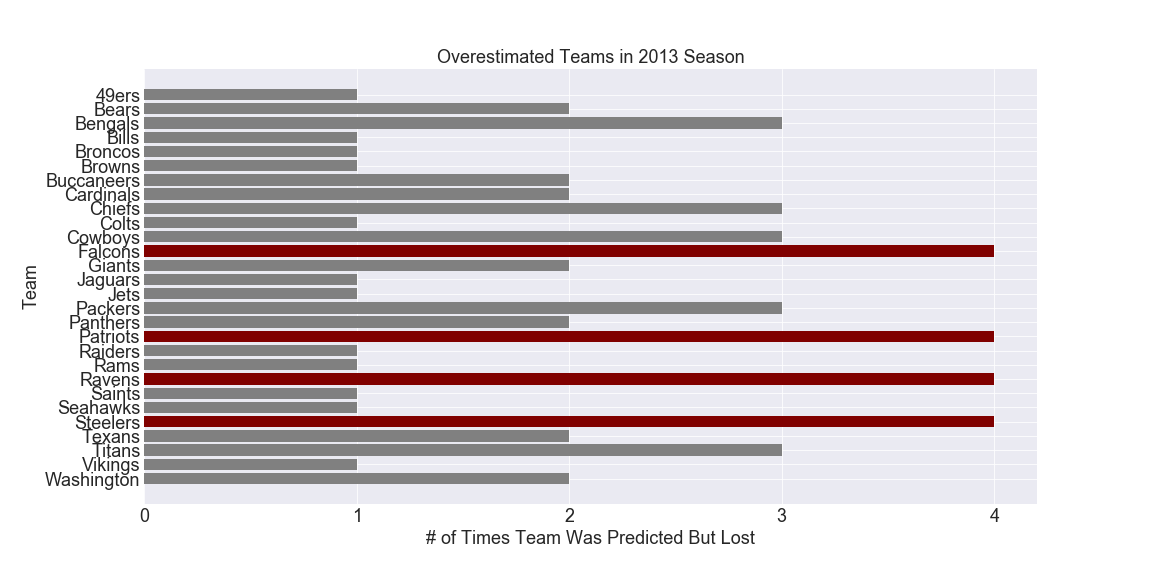 Overestimated Teams in 2013 Season
Team
49ers
Bears
Bengals
Bills
Broncos
Browns
Buccaneers
Cardinals
Chiefs
Colts
Cowboys
Falcons
Giants
Jaguars
Jets
Packers
Panthers
Patriots
Raiders
Rams
Ravens
Saints
Seahawks
Steelers
Texans
Titans
Vikings
Washington
0 1 2 3 4
# of Times Team Was Predicted But Lost